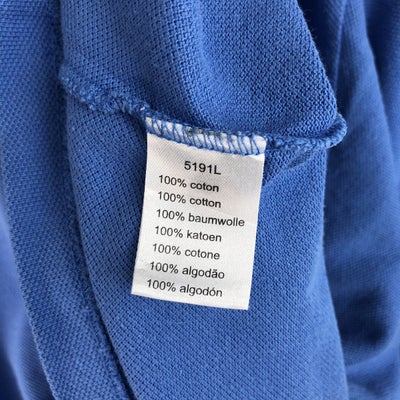 5191L
100% coton
100% cotton
100% baumwolle
100% katoen
100% cotone
100% algodão
100% algodón